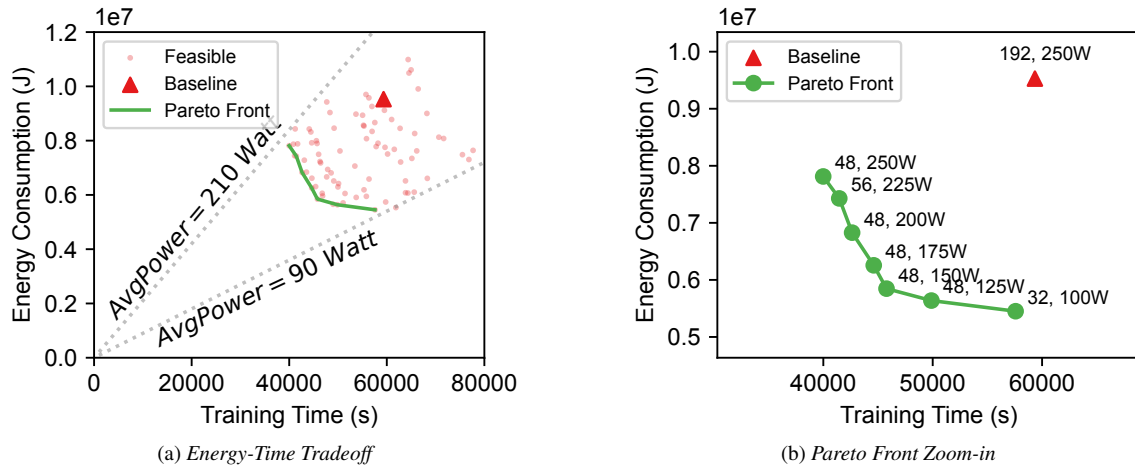 1e7
1.2
1.0
0.8
0.6
0.4
0.2
0.0
Energy Consumption (J)
Feasible
Baseline
Pareto Front
AvgPower = 210 Watt
AvgPower = 90 Watt
0 20000 40000 60000 80000
Training Time (s)
(a) Energy-Time Tradeoff
1e7
1.0
0.9
0.8
0.7
0.6
0.5
Energy Consumption (J)
Baseline
Pareto Front
192, 250W
48, 250W
56, 225W
48, 200W
48, 175W
48, 150W
48, 125W
32, 100W
40000 50000 60000
Training Time (s)
(b) Pareto Front Zoom-in